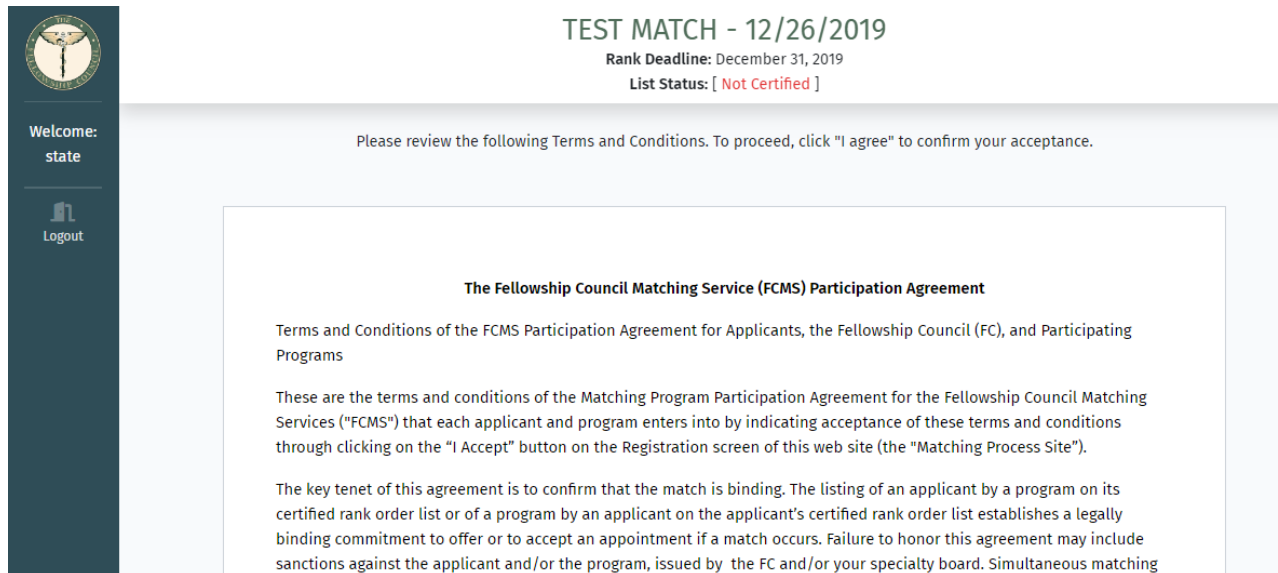 THE
FELLOWSHIP COUNCIL
Welcome:
state
Logout
TEST MATCH - 12/26/2019
Rank Deadline: December 31, 2019
List Status: [ Not Certified ]
Please review the following Terms and Conditions. To proceed, click "I agree" to confirm your acceptance.
The Fellowship Council Matching Service (FCMS) Participation Agreement
Terms and Conditions of the FCMS Participation Agreement for Applicants, the Fellowship Council (FC), and Participating
Programs
These are the terms and conditions of the Matching Program Participation Agreement for the Fellowship Council Matching
Services ("FCMS") that each applicant and program enters into by indicating acceptance of these terms and conditions
through clicking on the “I Accept” button on the Registration screen of this web site (the "Matching Process Site”).
The key tenet of this agreement is to confirm that the match is binding. The listing of an applicant by a program on its
certified rank order list or of a program by an applicant on the applicant’s certified rank order list establishes a legally
binding commitment to offer or to accept an appointment if a match occurs. Failure to honor this agreement may include
sanctions against the applicant and/or the program, issued by the FC and/or your specialty board. Simultaneous matching